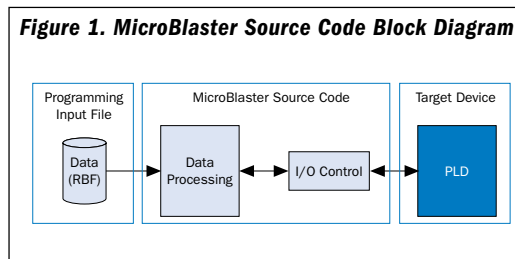 Figure 1. MicroBlaster Source Code Block Diagram
Programming
Input File
MicroBlaster Source Code
Target Device
Data
(RBF)
Data
Processing
I/O Control
PLD